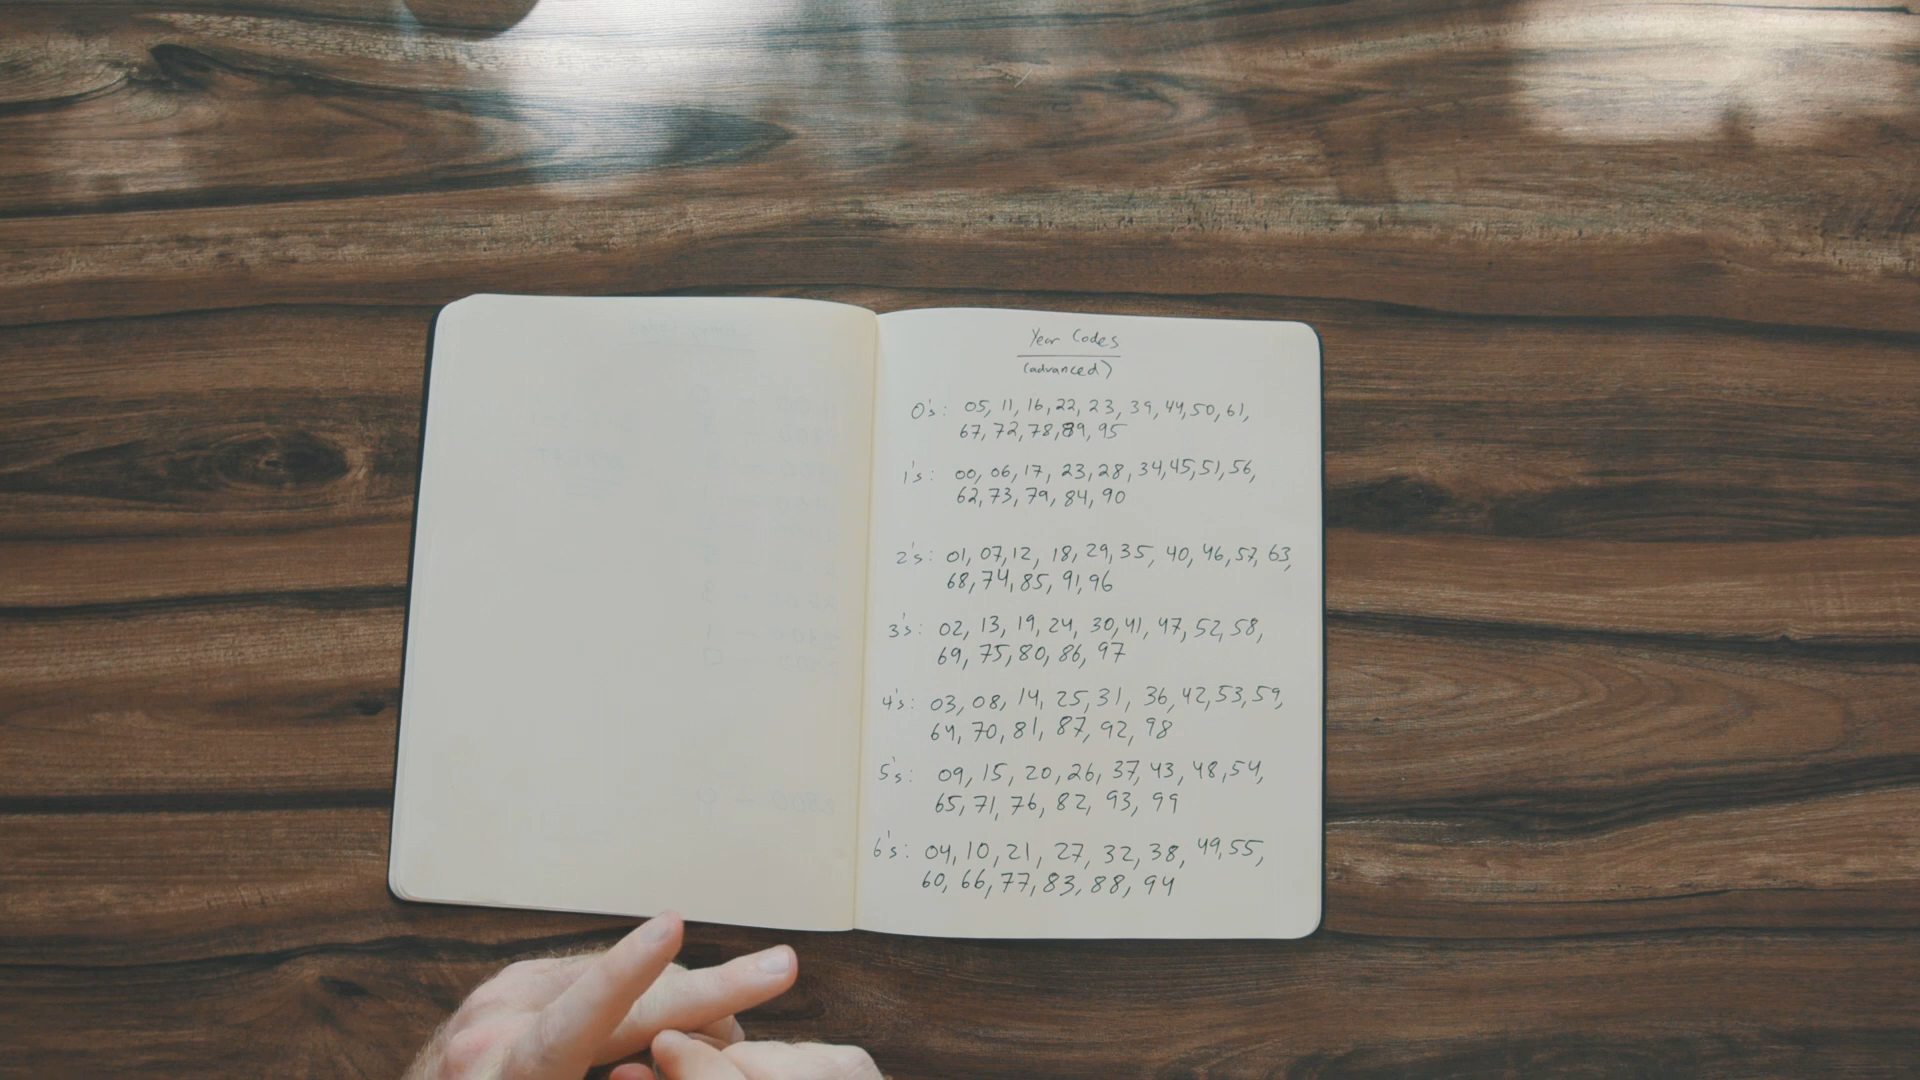 Year Codes
(advanced)
0's: 05, 11, 16, 22, 23, 39, 44, 50, 61,
67, 72, 78, 89, 95
1's: 00, 06, 17, 23, 28, 34, 45, 51, 56,
62, 73, 79, 84, 90
2's: 01, 07, 12, 18, 29, 35, 40, 46, 57, 63,
68, 74, 85, 91, 96
3's: 02, 13, 19, 24, 30, 41, 47, 52, 58,
69, 75, 80, 86, 97
4's: 03, 08, 14, 25, 31, 36, 42, 53, 59,
64, 70, 81, 87, 92, 98
5's: 09, 15, 20, 26, 37, 43, 48, 54,
65, 71, 76, 82, 93, 99
6's: 04, 10, 21, 27, 32, 38, 49, 55,
60, 66, 77, 83, 88, 94